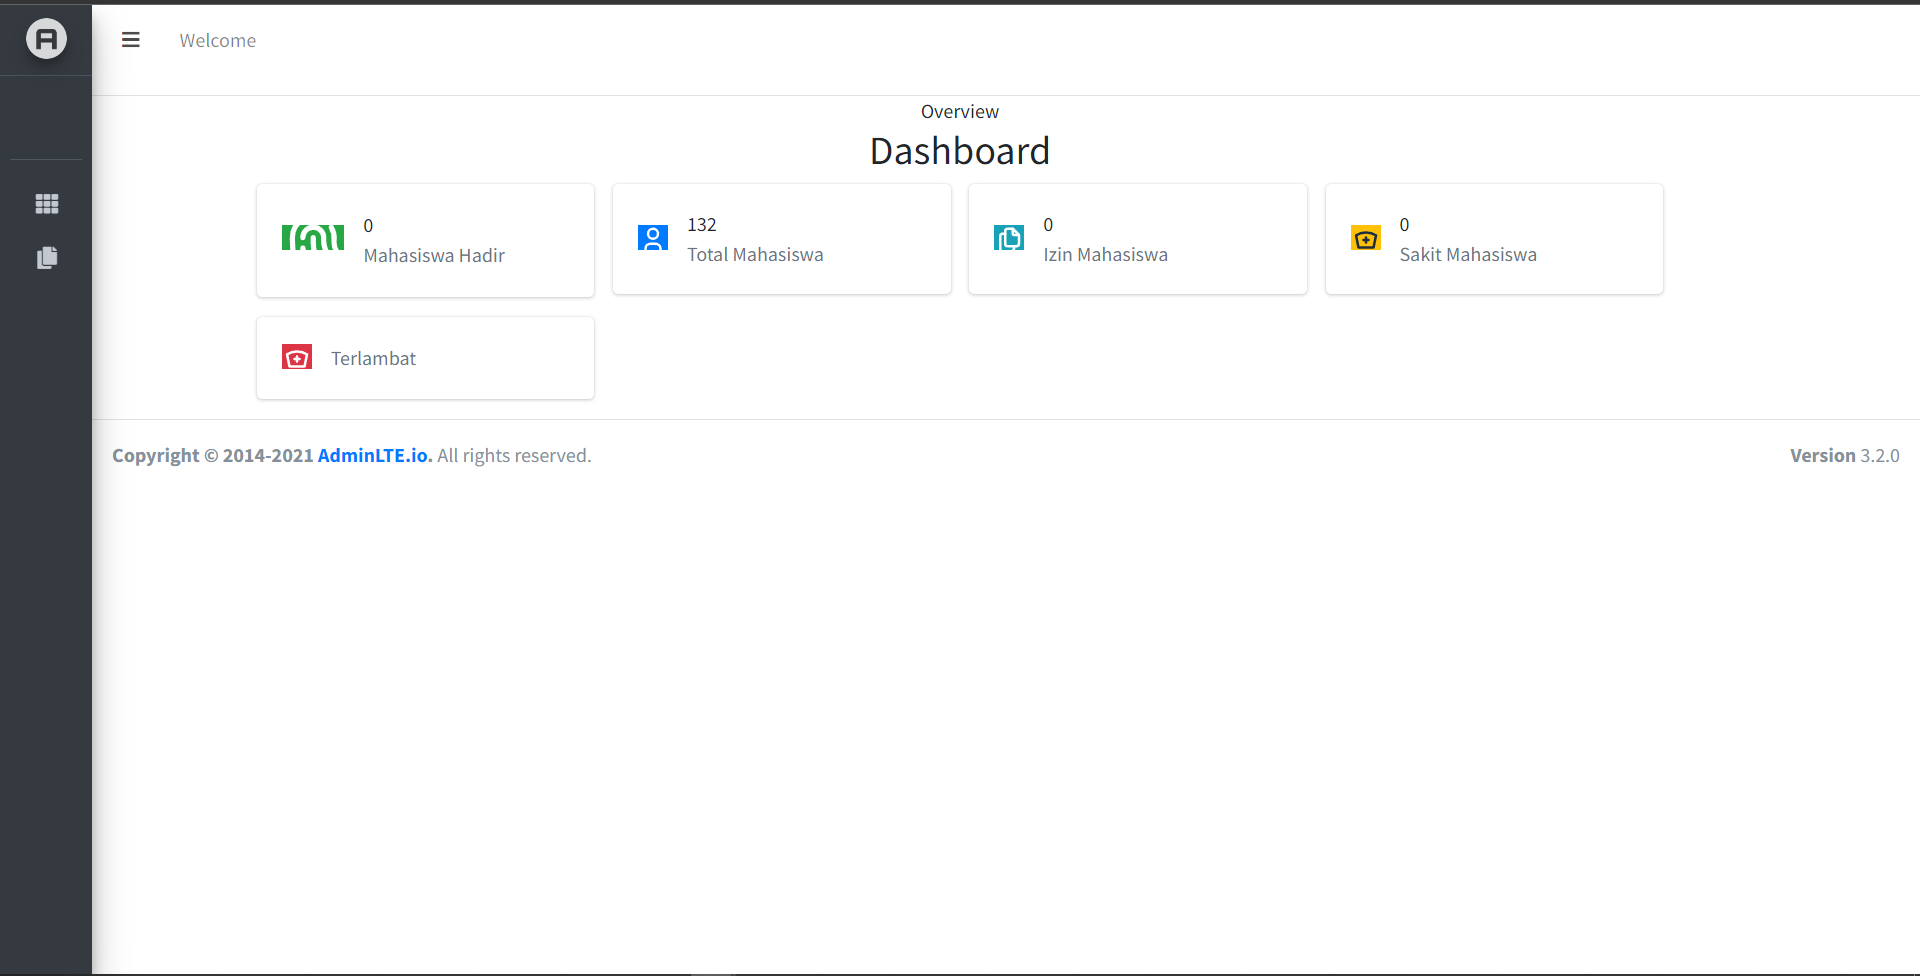 Welcome
Overview
Dashboard
0
Mahasiswa Hadir
132
Total Mahasiswa
0
Izin Mahasiswa
0
Sakit Mahasiswa
Terlambat
Copyright © 2014-2021 AdminLTE.io. All rights reserved.
Version 3.2.0